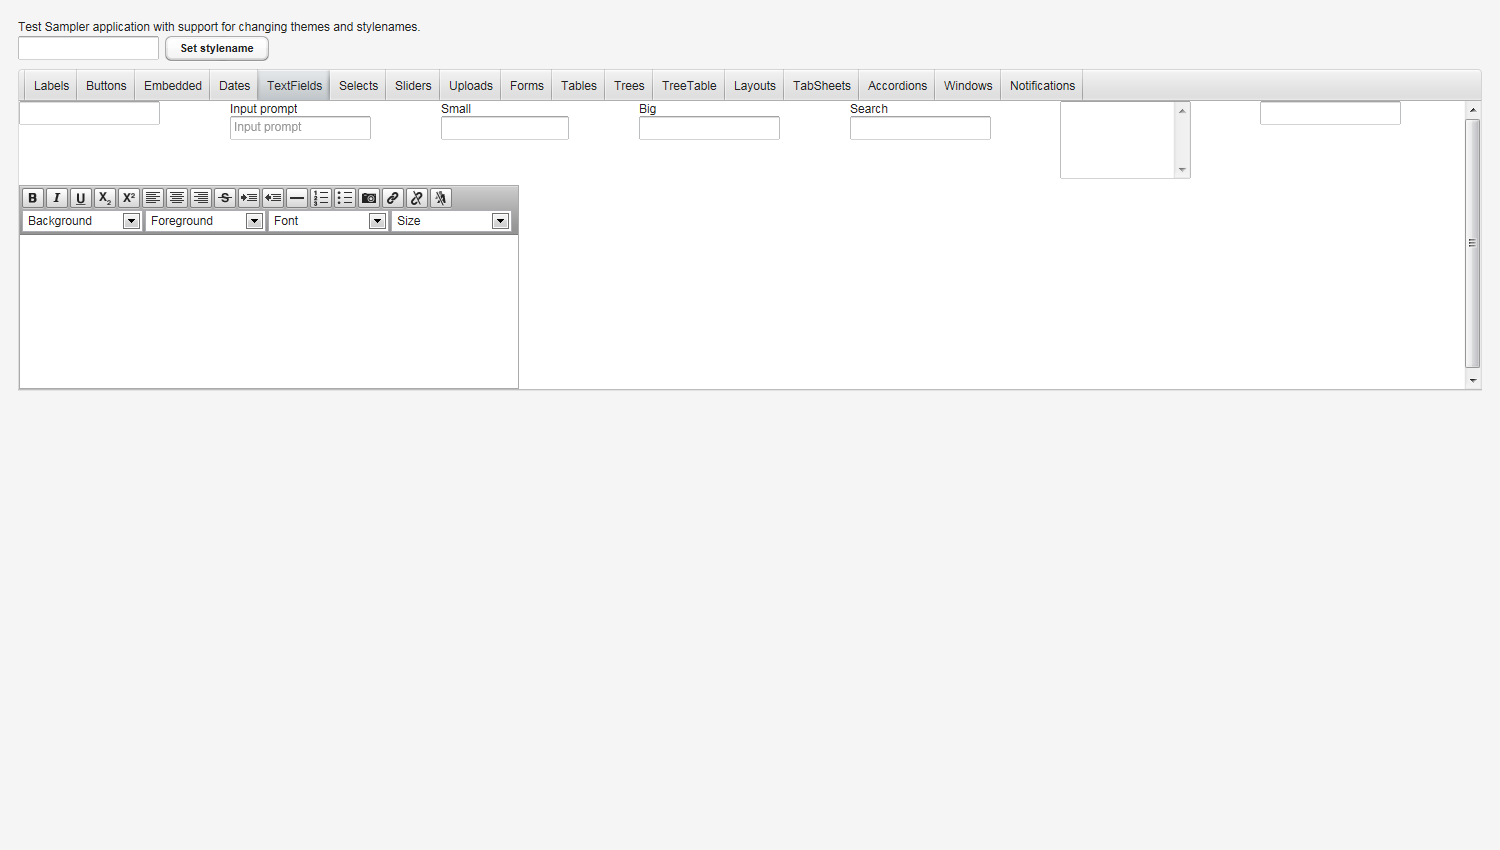 Test Sampler application with support for changing themes and stylenames.
Set stylename
Labels Buttons Embedded Dates TextFields Selects Sliders Uploads Forms Tables Trees TreeTable Layouts TabSheets Accordions Windows Notifications
Input prompt Small Big Search
Input prompt
B I U X₂ X² S
Background Foreground Font Size